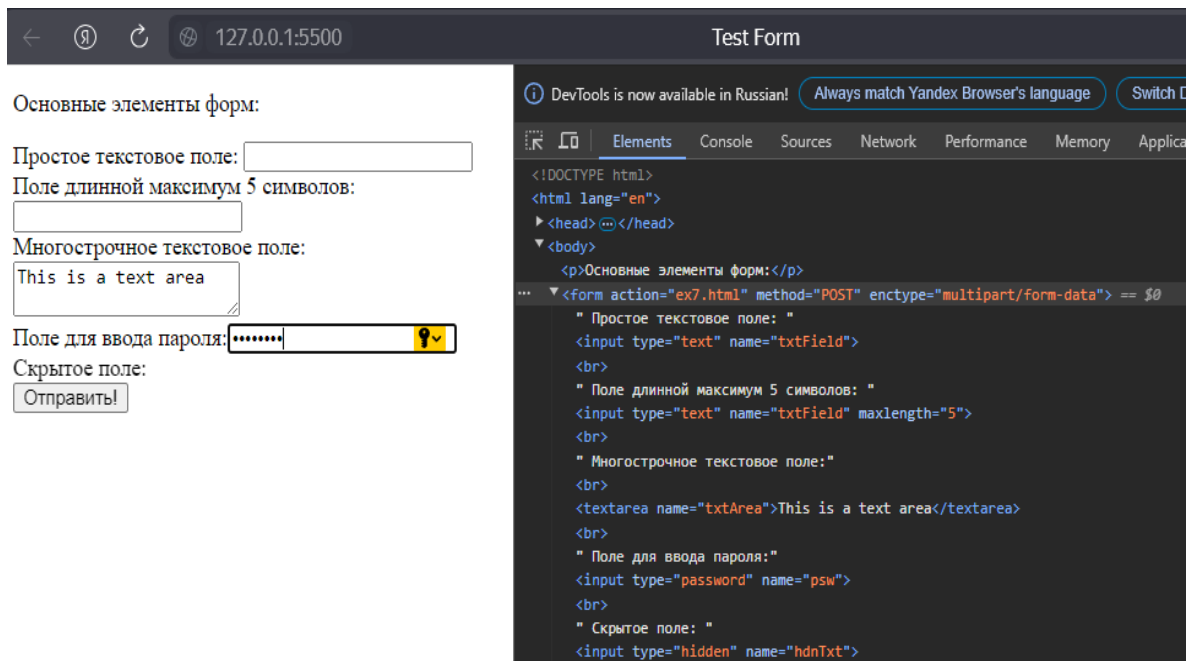 127.0.0.1:5500 Test Form
Основные элементы форм:
Простое текстовое поле:
Поле длинной максимум 5 символов:
Многострочное текстовое поле:
This is a text area
Поле для ввода пароля: ••••••••
Скрытое поле:
Отправить!
DevTools is now available in Russian! Always match Yandex Browser's language Switch D
Elements Console Sources Network Performance Memory Applica
<!DOCTYPE html>
<html lang="en">
<head> ••• </head>
<body>
<p>Основные элементы форм:</p>
••• <form action="ex7.html" method="POST" enctype="multipart/form-data"> == $0
" Простое текстовое поле: "
<input type="text" name="txtField">
<br>
" Поле длинной максимум 5 символов: "
<input type="text" name="txtField" maxlength="5">
<br>
" Многострочное текстовое поле:"
<br>
<textarea name="txtArea">This is a text area</textarea>
<br>
" Поле для ввода пароля:"
<input type="password" name="psw">
<br>
" Скрытое поле: "
<input type="hidden" name="hdnTxt">